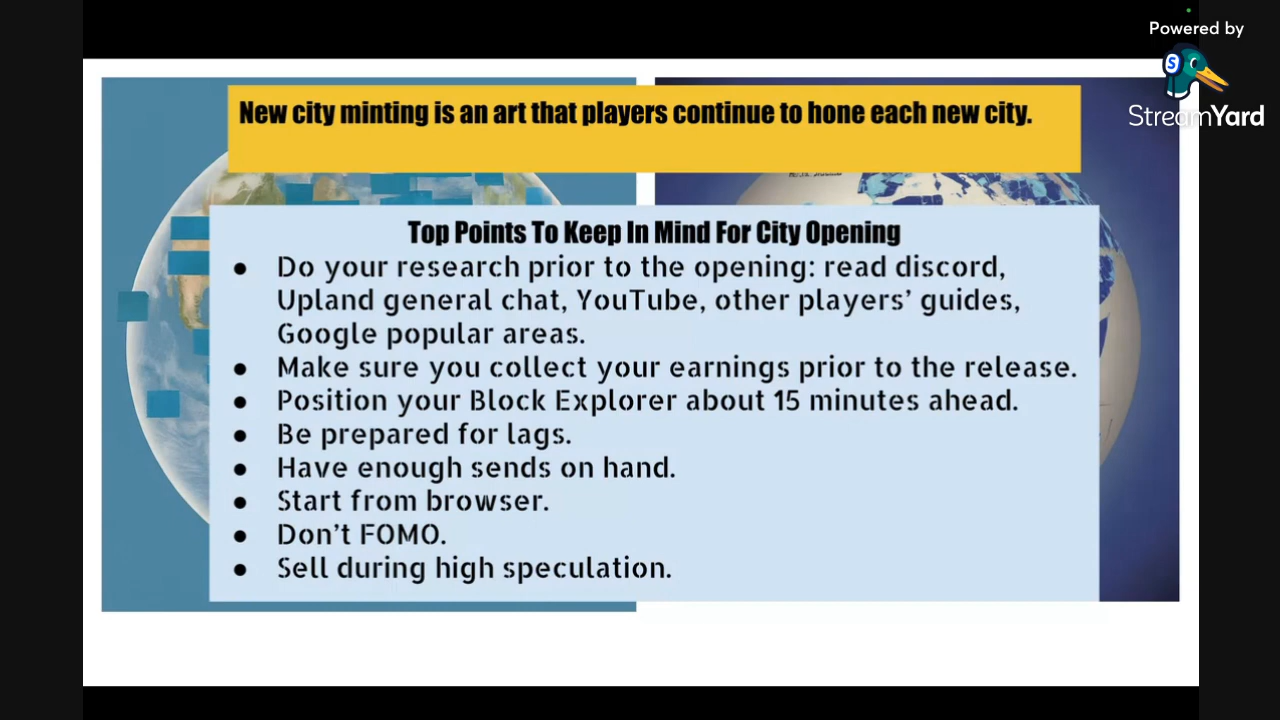 Powered by
StreamYard
New city minting is an art that players continue to hone each new city.
Top Points To Keep In Mind For City Opening
● Do your research prior to the opening: read discord,
Upland general chat, YouTube, other players’ guides,
Google popular areas.
● Make sure you collect your earnings prior to the release.
● Position your Block Explorer about 15 minutes ahead.
● Be prepared for lags.
● Have enough sends on hand.
● Start from browser.
● Don’t FOMO.
● Sell during high speculation.